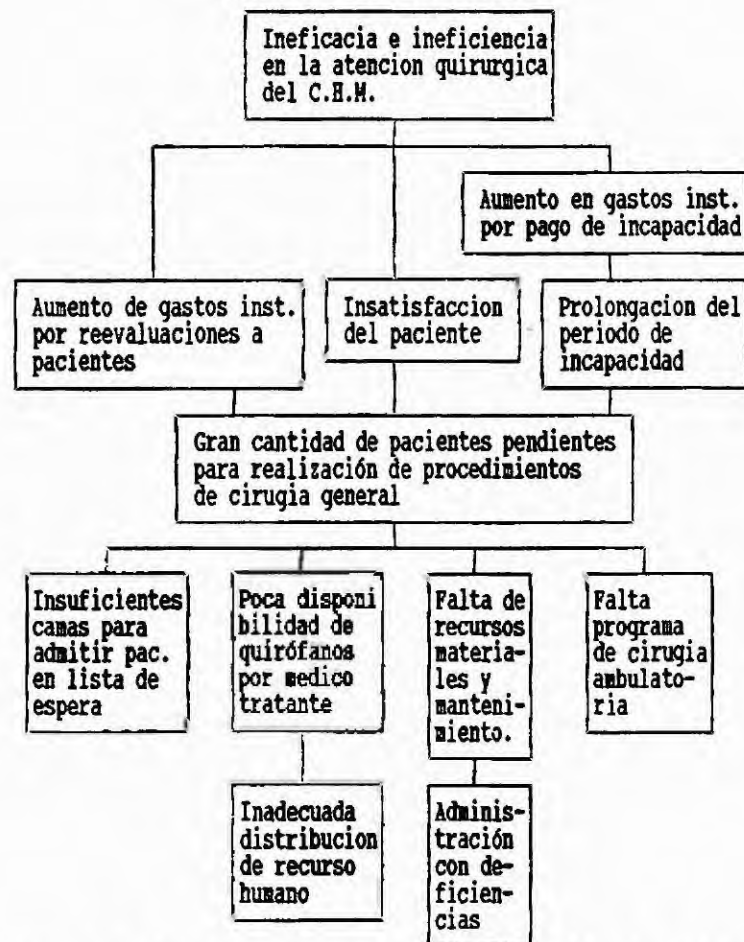 Ineficacia e ineficiencia
en la atencion quirurgica
del C.H.M.
Aumento en gastos inst.
por pago de incapacidad
Aumento de gastos inst.
por reevaluaciones a
pacientes
Insatisfaccion
del paciente
Prolongacion del
periodo de
incapacidad
Gran cantidad de pacientes pendientes
para realización de procedimientos
de cirugia general
Insuficientes
camas para
admitir pac.
en lista de
espera
Poca disponi
bilidad de
quirófanos
por medico
tratante
Falta de
recursos
materia-
les y
manteni-
miento.
Falta
programa
de cirugia
ambulato-
ria
Inadecuada
distribucion
de recurso
humano
Adminis-
tración
con de-
ficien-
cias